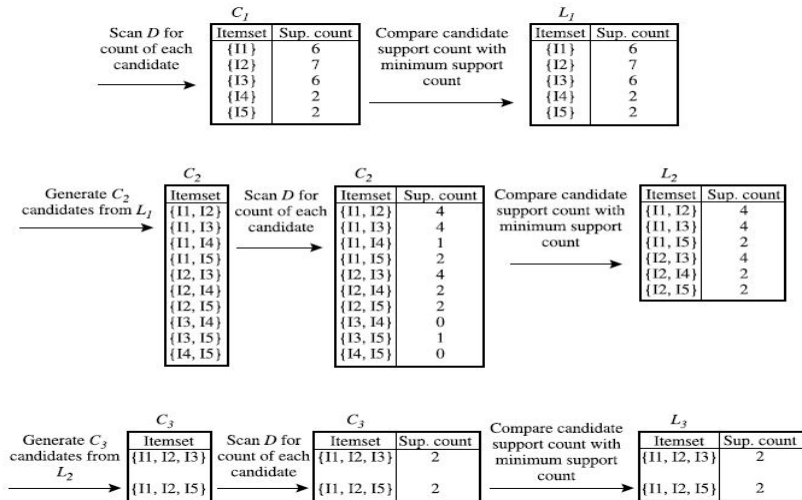 C1
L1
Scan D for
count of each
candidate
Itemset Sup. count
{I1} 6
{I2} 7
{I3} 6
{I4} 2
{I5} 2
Compare candidate
support count with
minimum support
count
Itemset Sup. count
{I1} 6
{I2} 7
{I3} 6
{I4} 2
{I5} 2
Generate C2
candidates from L1
C2
Itemset
{I1, I2}
{I1, I3}
{I1, I4}
{I1, I5}
{I2, I3}
{I2, I4}
{I2, I5}
{I3, I4}
{I3, I5}
{I4, I5}
Scan D for
count of each
candidate
C2
Itemset Sup. count
{I1, I2} 4
{I1, I3} 4
{I1, I4} 1
{I1, I5} 2
{I2, I3} 4
{I2, I4} 2
{I2, I5} 2
{I3, I4} 0
{I3, I5} 1
{I4, I5} 0
Compare candidate
support count with
minimum support
count
L2
Itemset Sup. count
{I1, I2} 4
{I1, I3} 4
{I1, I5} 2
{I2, I3} 4
{I2, I4} 2
{I2, I5} 2
Generate C3
candidates from
L2
C3
Itemset
{I1, I2, I3}
{I1, I2, I5}
Scan D for
count of each
candidate
C3
Itemset Sup. count
{I1, I2, I3} 2
{I1, I2, I5} 2
Compare candidate
support count with
minimum support
count
L3
Itemset Sup. count
{I1, I2, I3} 2
{I1, I2, I5} 2